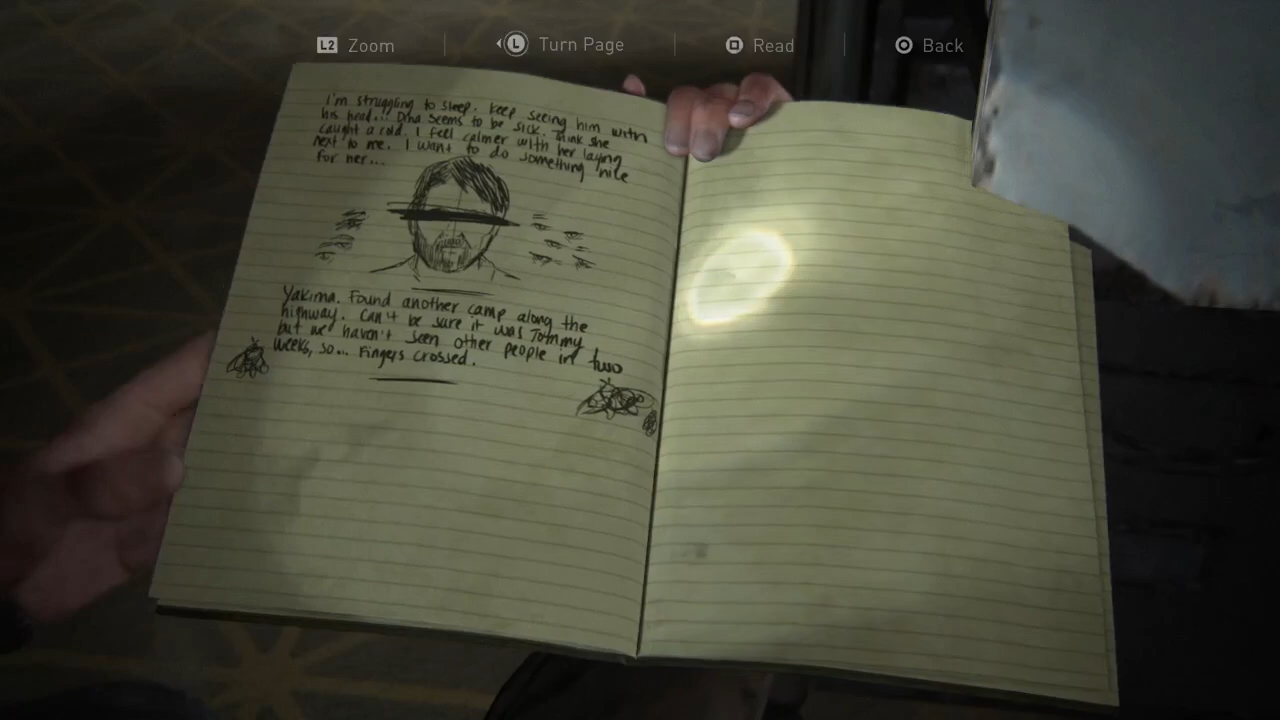 L2 Zoom
L Turn Page
Read
Back
I'm struggling to sleep. Keep seeing him with
his head... Dina seems to be sick. Think she
caught a cold. I feel calmer with her laying
next to me. I want to do something nice
for her...
Yakima. Found another camp along the
highway. Can't be sure it was Tommy
but we haven't seen other people in two
weeks, so... Fingers crossed.